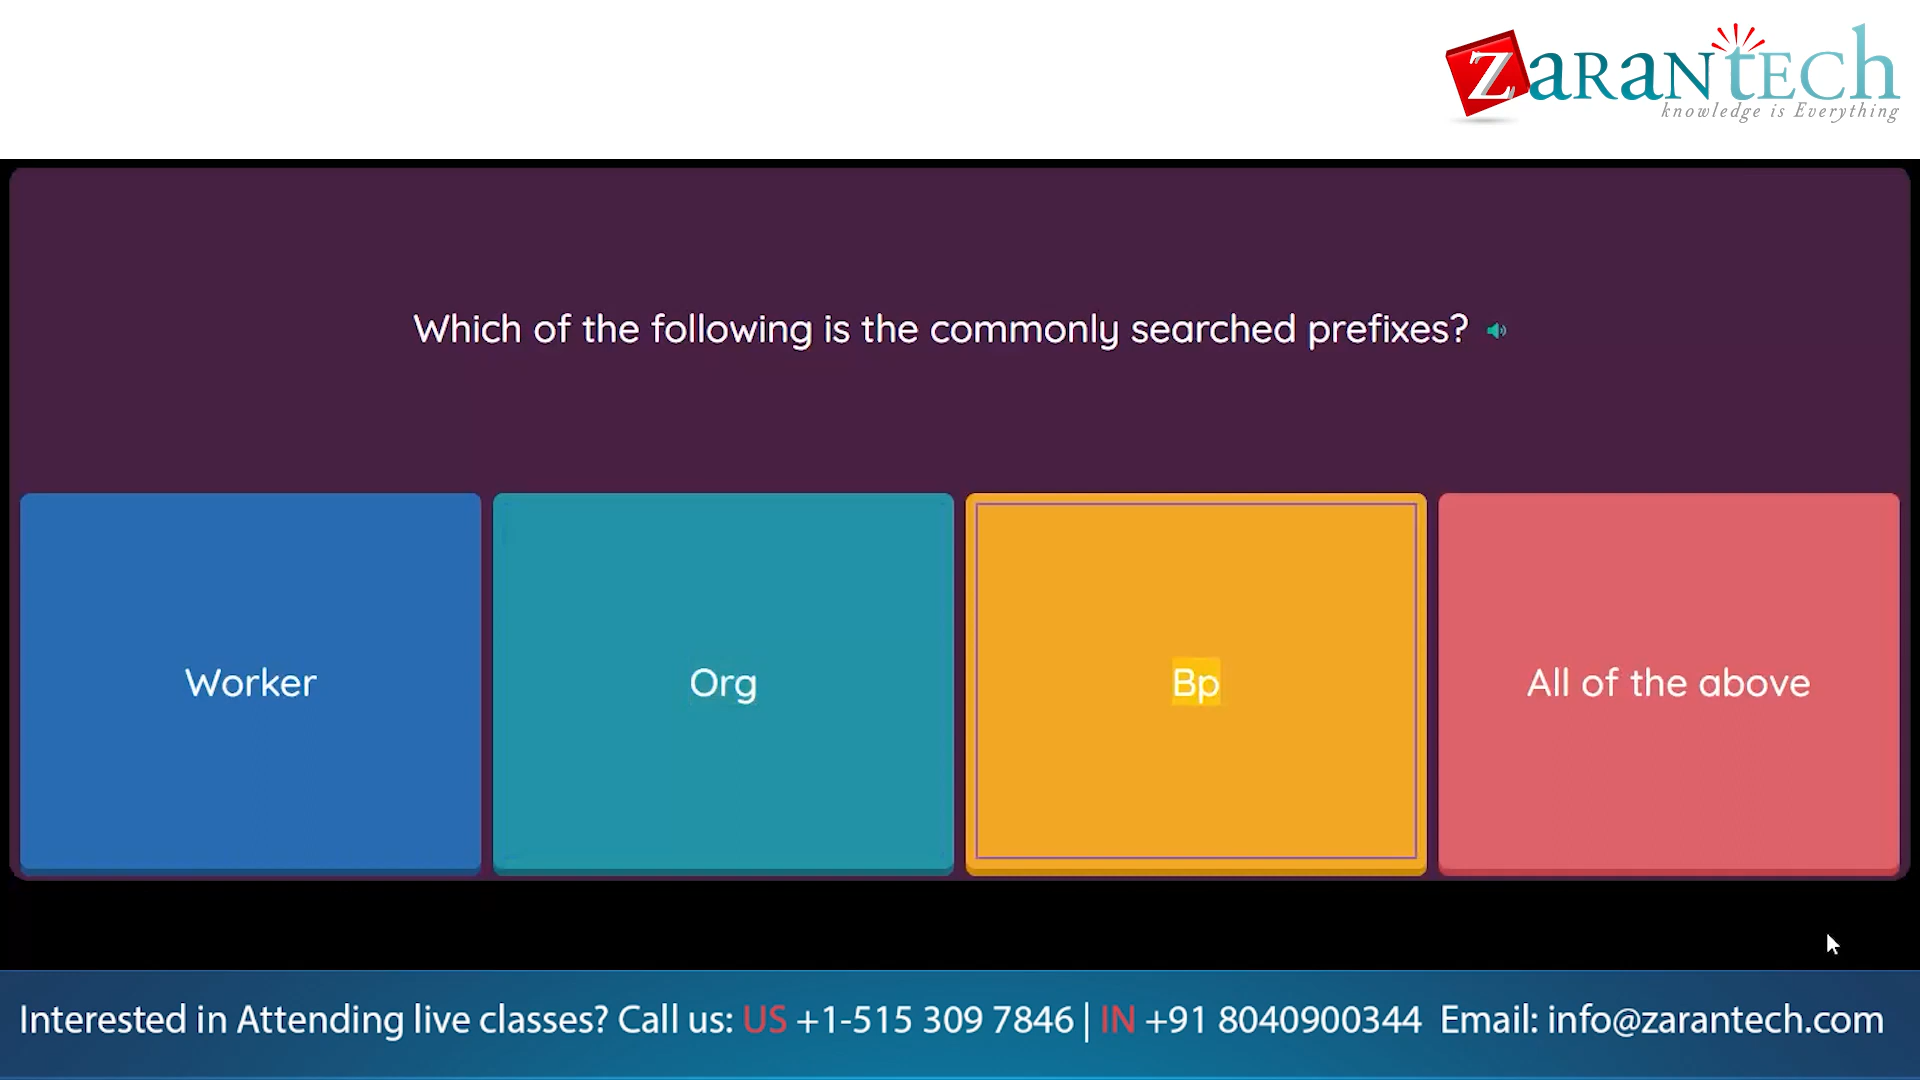 ZaranTech
knowledge is Everything
Which of the following is the commonly searched prefixes?
Worker
Org
Bp
All of the above
Interested in Attending live classes? Call us: US +1-515 309 7846 | IN +91 8040900344 Email: info@zarantech.com